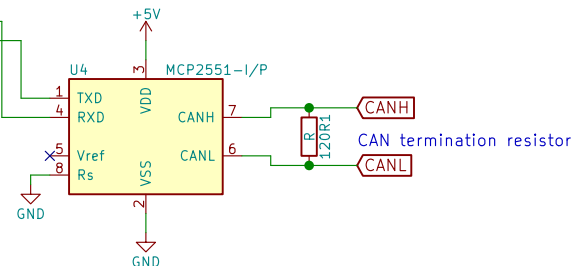 +5V
U4
MCP2551-I/P
3
VDD
1
TXD
4
RXD
5
Vref
8
Rs
CANH
7
CANL
6
VSS
2
R
120R1
CANH
CAN termination resistor
CANL
GND
GND